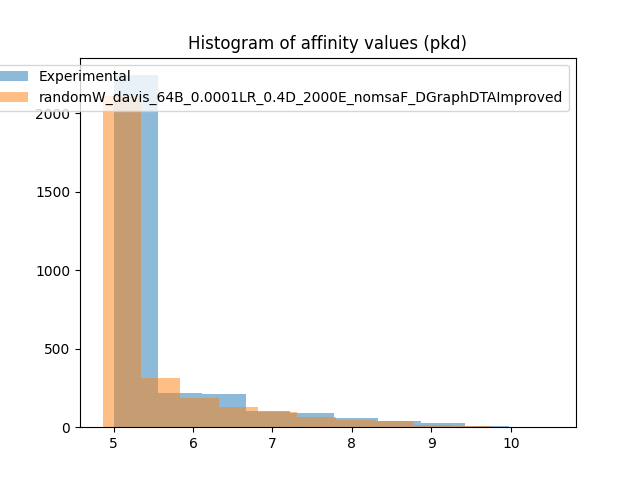 Histogram of affinity values (pkd)
Experimental
randomW_davis_64B_0.0001LR_0.4D_2000E_nomsaF_DGraphDTAImproved
2000
1500
1000
500
0
5 6 7 8 9 10